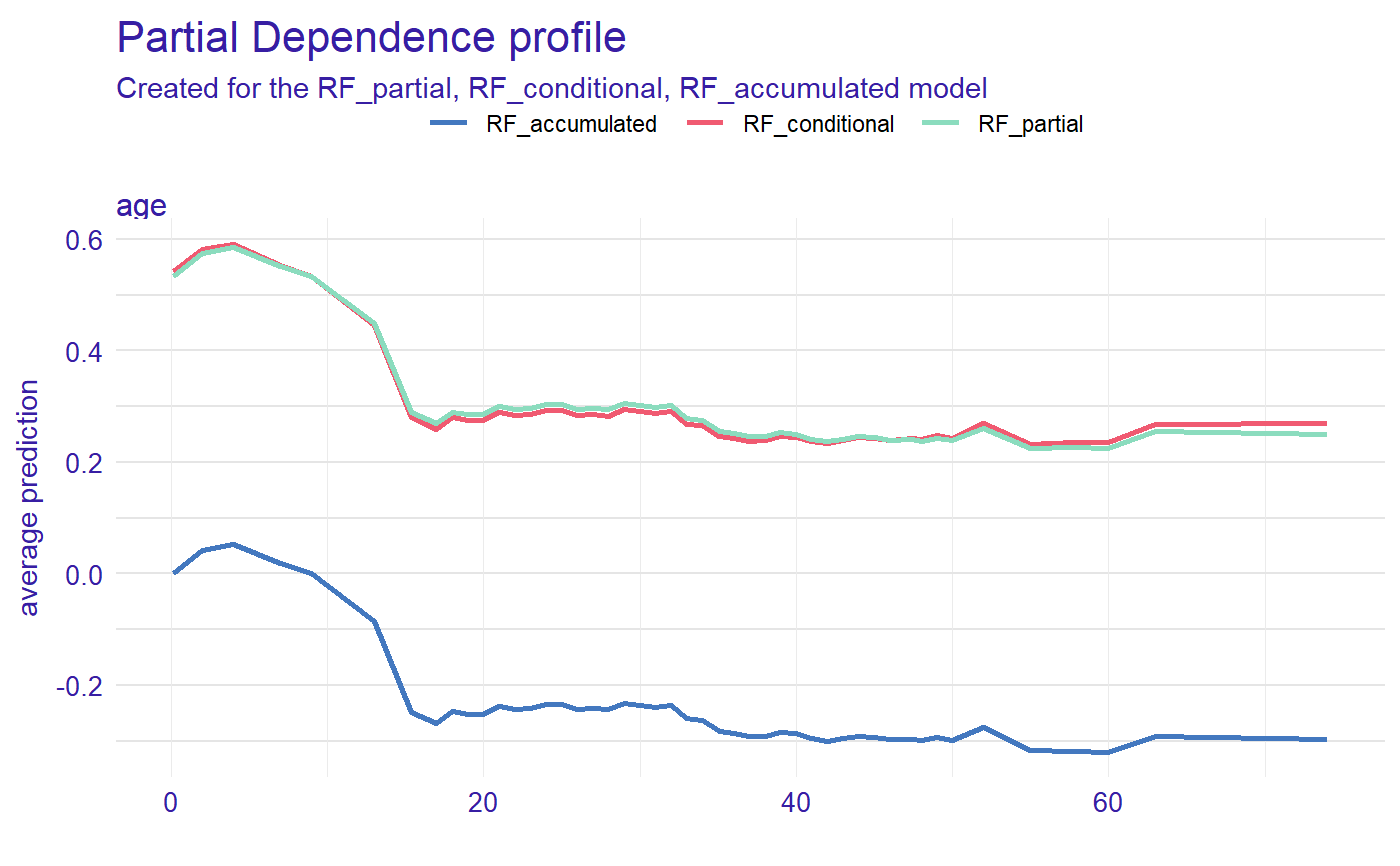 Partial Dependence profile
Created for the RF_partial, RF_conditional, RF_accumulated model
RF_accumulated RF_conditional RF_partial
age
average prediction
0.6
0.4
0.2
0.0
-0.2
0 20 40 60